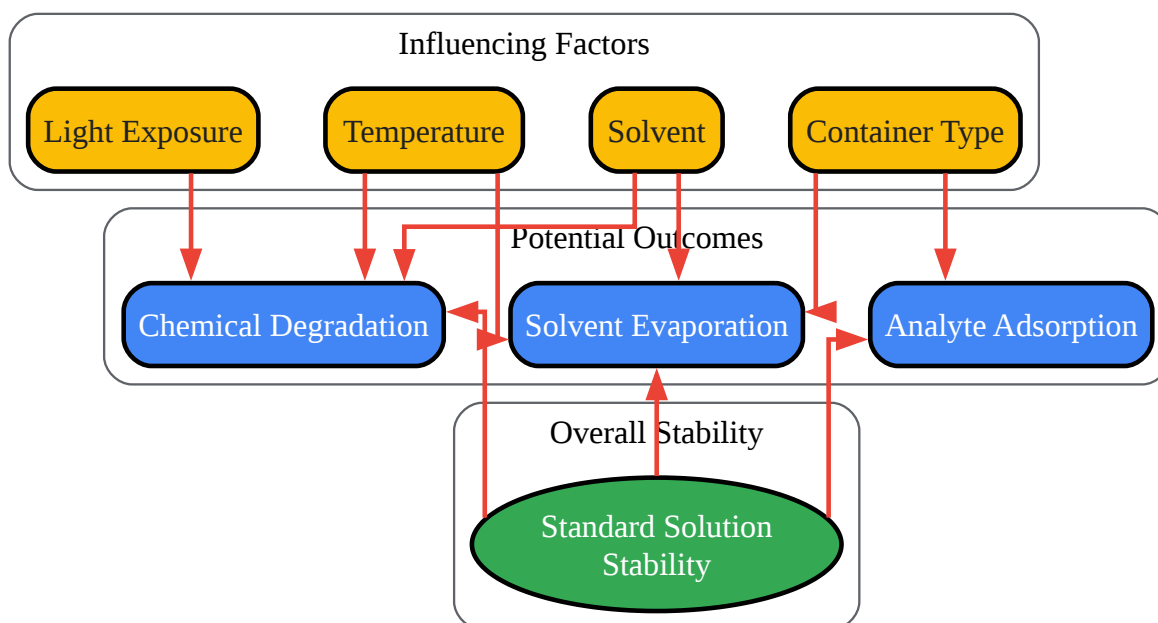 Influencing Factors
Light Exposure
Temperature
Solvent
Container Type
Potential Outcomes
Chemical Degradation
Solvent Evaporation
Analyte Adsorption
Overall Stability
Standard Solution
Stability